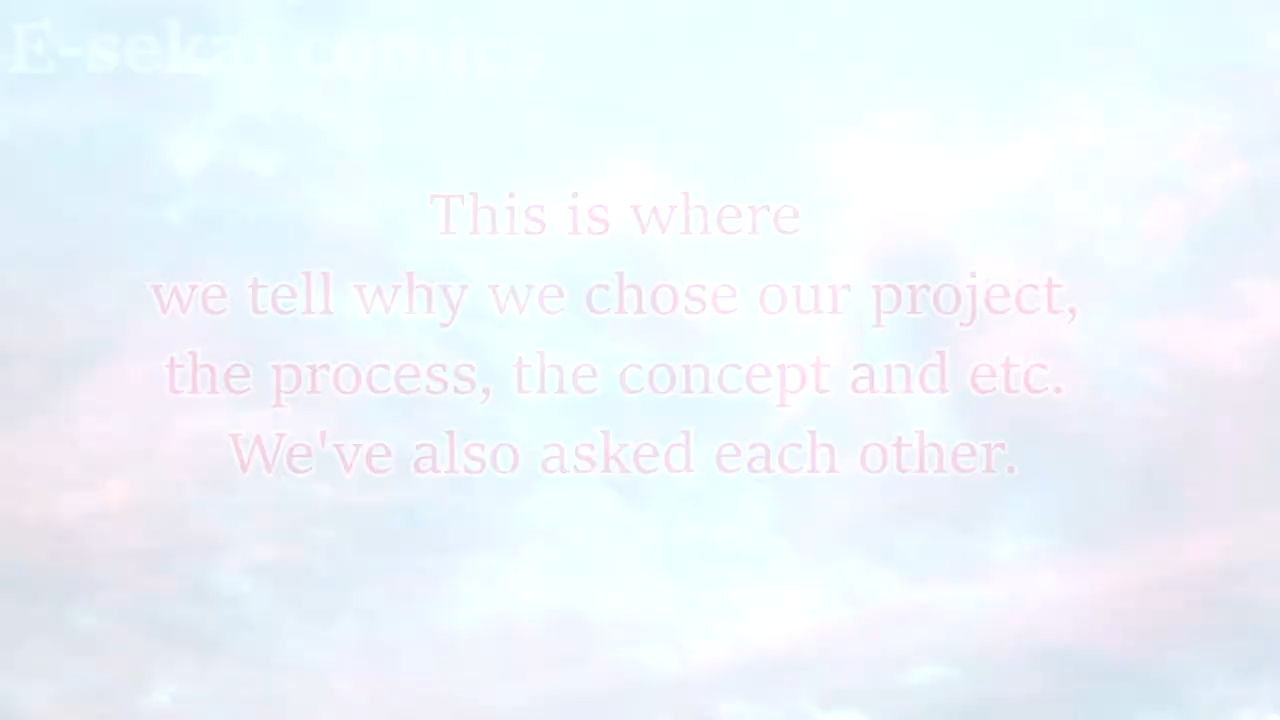 E-sekai
This is where
we tell why we chose our project,
the process, the concept and etc.
We've also asked each other.